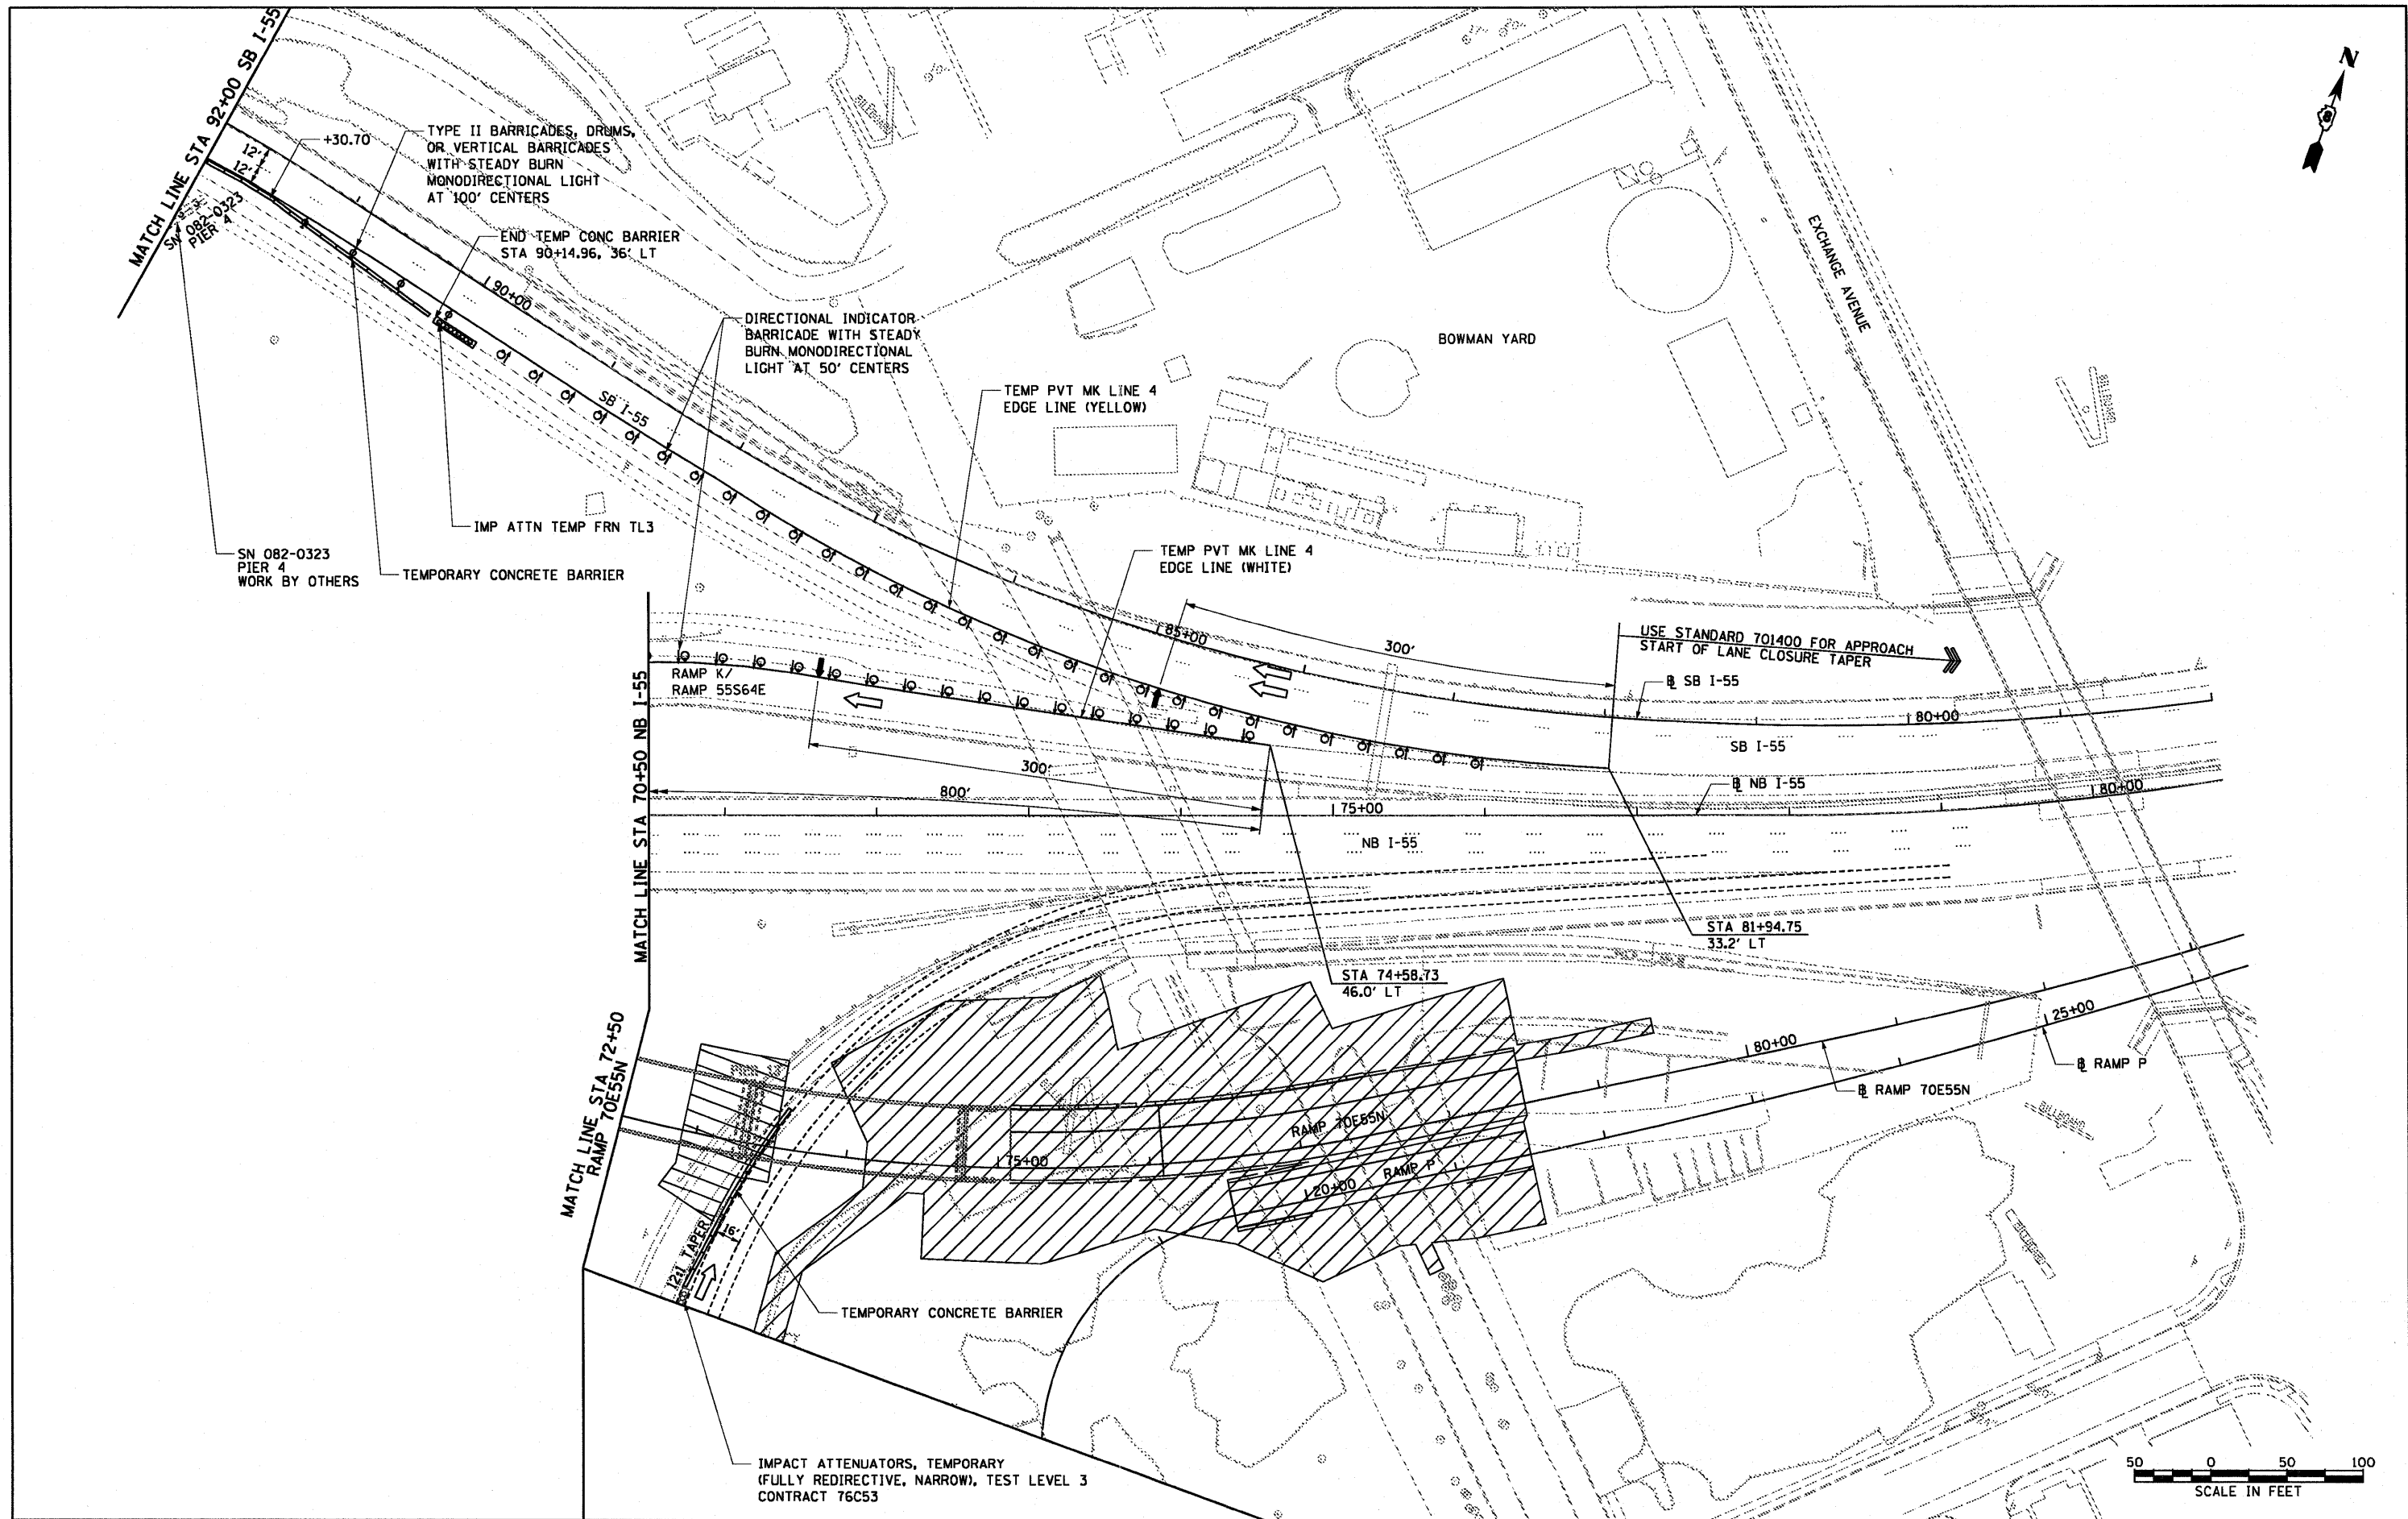 MATCH LINE STA 92+00 SB I-55
N
12'
12'
+30.70
TYPE II BARRICADES, DRUMS,
OR VERTICAL BARRICADES
WITH STEADY BURN
MONODIRECTIONAL LIGHT
AT 100' CENTERS
SN 082-0323
PIER 4
END TEMP CONC BARRIER
STA 90+14.96, 36' LT
90+00
DIRECTIONAL INDICATOR
BARRICADE WITH STEADY
BURN MONODIRECTIONAL
LIGHT AT 50' CENTERS
EXCHANGE AVENUE
BOWMAN YARD
SB I-55
TEMP PVT MK LINE 4
EDGE LINE (YELLOW)
IMP ATTN TEMP FRN TL3
SN 082-0323
PIER 4
WORK BY OTHERS
TEMPORARY CONCRETE BARRIER
TEMP PVT MK LINE 4
EDGE LINE (WHITE)
85+00
300'
USE STANDARD 701400 FOR APPROACH
START OF LANE CLOSURE TAPER
RAMP K/
RAMP 55S64E
B SB I-55
80+00
SB I-55
300'
800'
B NB I-55
80+00
75+00
NB I-55
MATCH LINE STA 70+50 NB I-55
STA 81+94.75
33.2' LT
STA 74+58.73
46.0' LT
MATCH LINE STA 72+50
RAMP 70E55N
80+00
25+00
B RAMP P
B RAMP 70E55N
RAMP 70E55N
75+00
RAMP P
20+00
16'
12:1 TAPER
TEMPORARY CONCRETE BARRIER
IMPACT ATTENUATORS, TEMPORARY
(FULLY REDIRECTIVE, NARROW), TEST LEVEL 3
CONTRACT 76C53
50 0 50 100
SCALE IN FEET